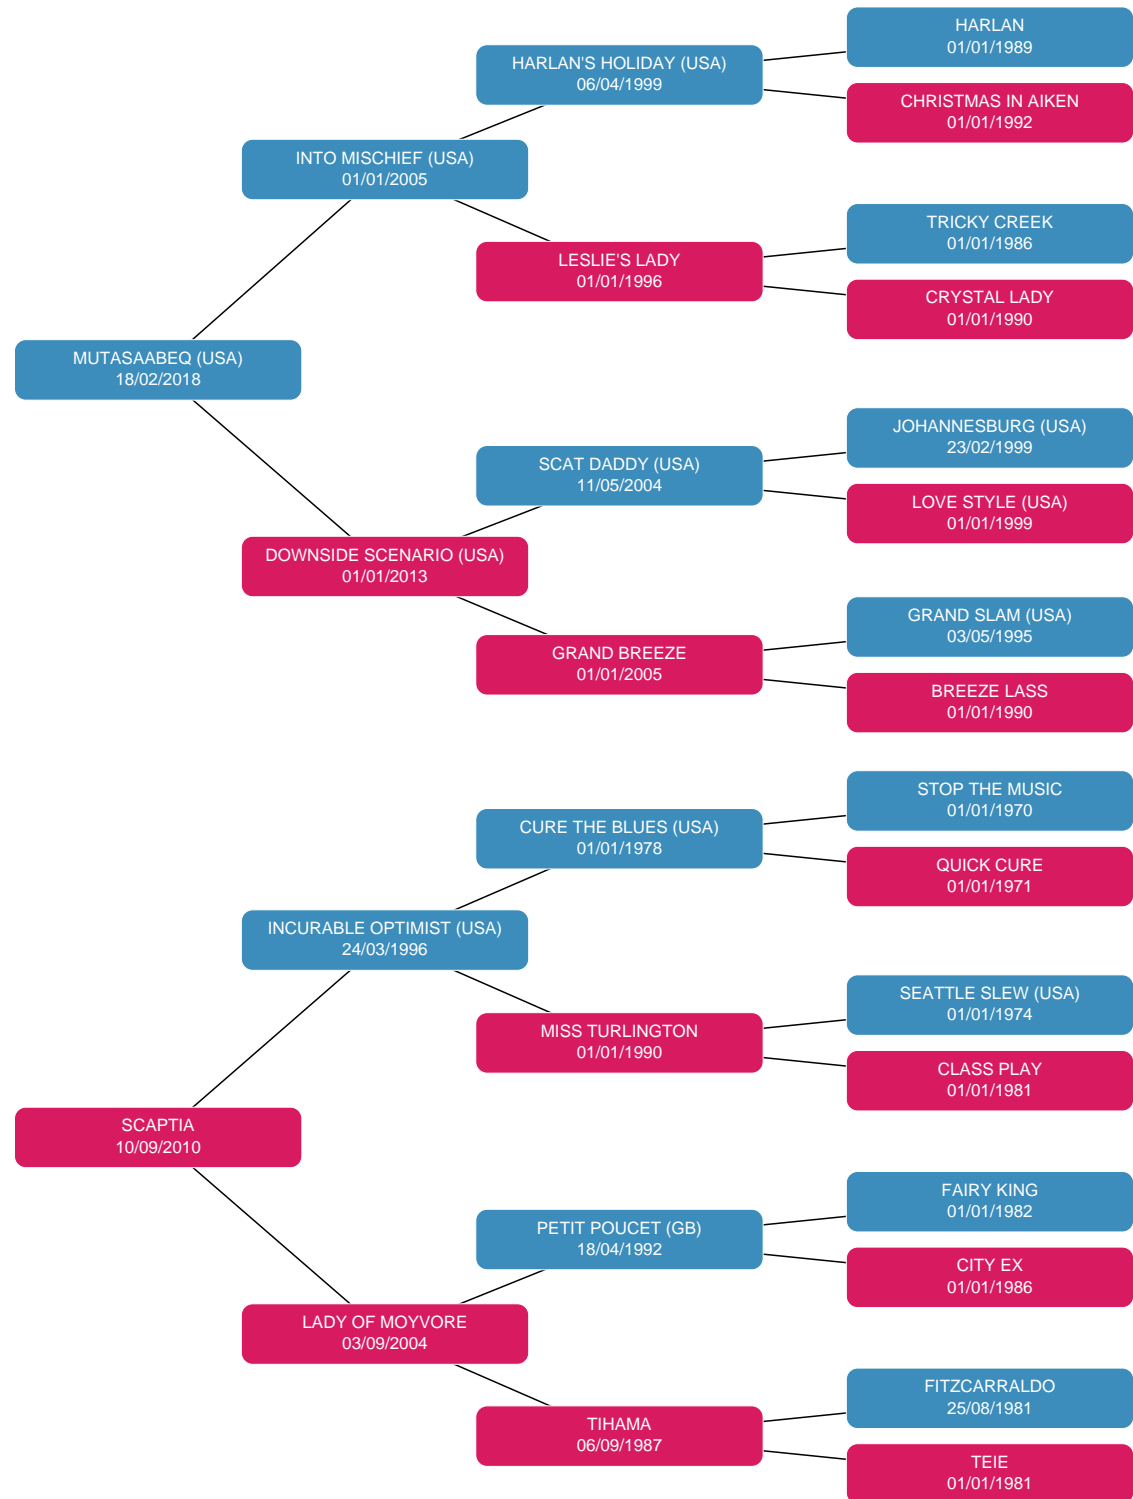 HARLAN
01/01/1989
HARLAN'S HOLIDAY (USA)
06/04/1999
CHRISTMAS IN AIKEN
01/01/1992
INTO MISCHIEF (USA)
01/01/2005
TRICKY CREEK
01/01/1986
LESLIE'S LADY
01/01/1996
CRYSTAL LADY
01/01/1990
MUTASAABEQ (USA)
18/02/2018
JOHANNESBURG (USA)
23/02/1999
SCAT DADDY (USA)
11/05/2004
LOVE STYLE (USA)
01/01/1999
DOWNSIDE SCENARIO (USA)
01/01/2013
GRAND SLAM (USA)
03/05/1995
GRAND BREEZE
01/01/2005
BREEZE LASS
01/01/1990
STOP THE MUSIC
01/01/1970
CURE THE BLUES (USA)
01/01/1978
QUICK CURE
01/01/1971
INCURABLE OPTIMIST (USA)
24/03/1996
SEATTLE SLEW (USA)
01/01/1974
MISS TURLINGTON
01/01/1990
CLASS PLAY
01/01/1981
SCAPTIA
10/09/2010
FAIRY KING
01/01/1982
PETIT POUCET (GB)
18/04/1992
CITY EX
01/01/1986
LADY OF MOYVORE
03/09/2004
FITZCARRALDO
25/08/1981
TIHAMA
06/09/1987
TEIE
01/01/1981